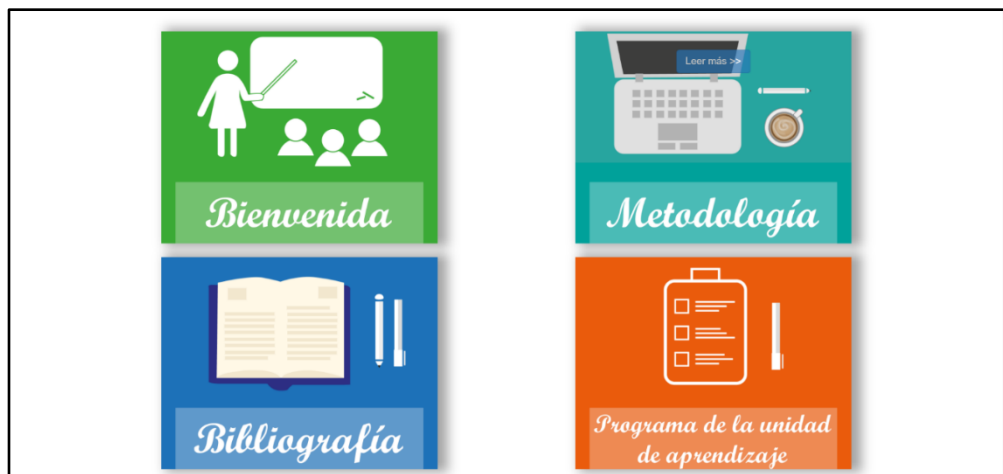 Leer más >>
Bienvenida
Metodología
Bibliografía
Programa de la unidad
de aprendizaje